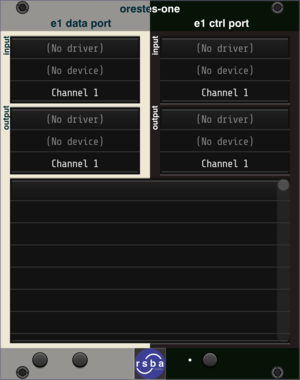 orestes-one
e1 data port
e1 ctrl port
input
(No driver)
(No device)
Channel 1
input
(No driver)
(No device)
Channel 1
output
(No driver)
(No device)
Channel 1
output
(No driver)
(No device)
Channel 1
rsba